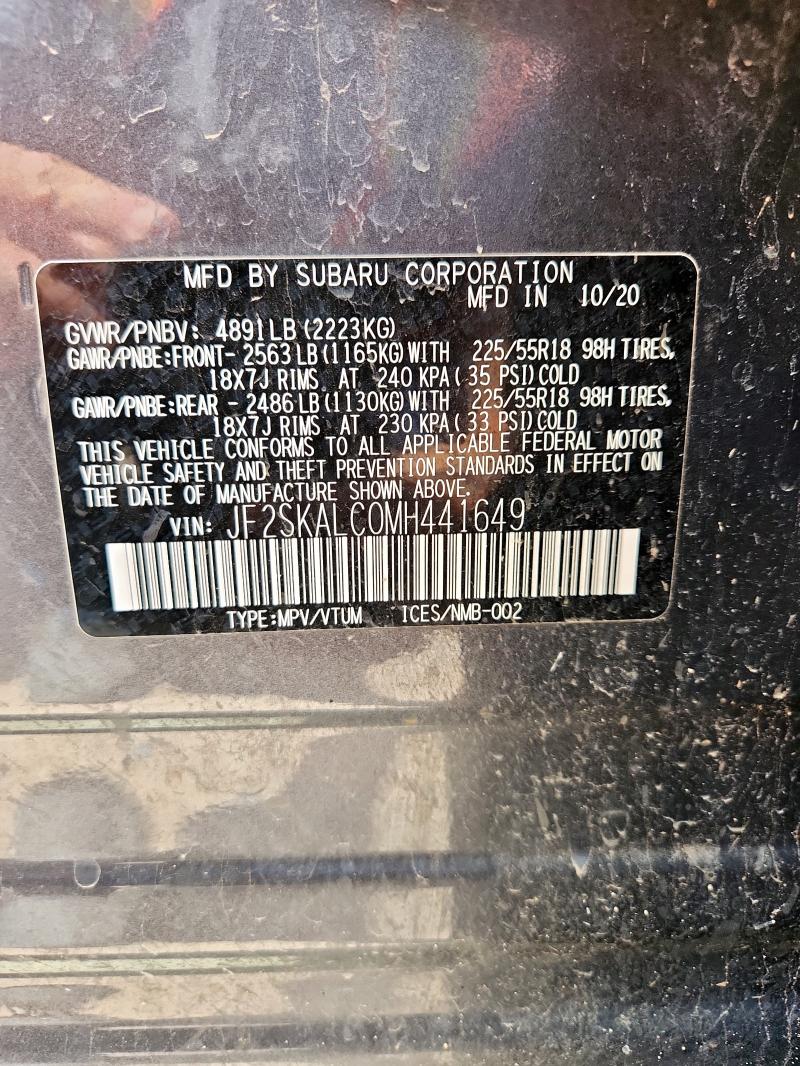 MFD BY SUBARU CORPORATION
MFD IN 10/20
GVWR/PNBV: 4891LB (2223KG)
GAWR/PNBE:FRONT- 2563 LB (1165KG) WITH 225/55R18 98H TIRES,
18X7J RIMS AT 240 KPA ( 35 PSI) COLD
GAWR/PNBE:REAR - 2486 LB (1130KG) WITH 225/55R18 98H TIRES,
18X7J RIMS AT 230 KPA ( 33 PSI) COLD
THIS VEHICLE CONFORMS TO ALL APPLICABLE FEDERAL MOTOR
VEHICLE SAFETY AND THEFT PREVENTION STANDARDS IN EFFECT ON
THE DATE OF MANUFACTURE SHOWN ABOVE.
VIN: JF2SKALC0MH441649
TYPE:MPV/VTUM ICES/NMB-002